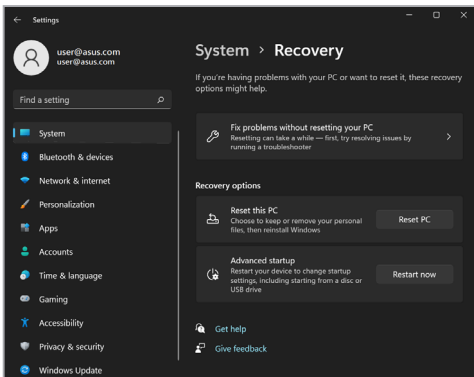 Settings
user@asus.com
user@asus.com
Find a setting
System
Bluetooth & devices
Network & internet
Personalization
Apps
Accounts
Time & language
Gaming
Accessibility
Privacy & security
Windows Update
System > Recovery
If you're having problems with your PC or want to reset it, these recovery
options might help.
Fix problems without resetting your PC
Resetting can take a while — first, try resolving issues by
running a troubleshooter
Recovery options
Reset this PC
Choose to keep or remove your personal
files, then reinstall Windows
Reset PC
Advanced startup
Restart your device to change startup
settings, including starting from a disc or
USB drive
Restart now
Get help
Give feedback